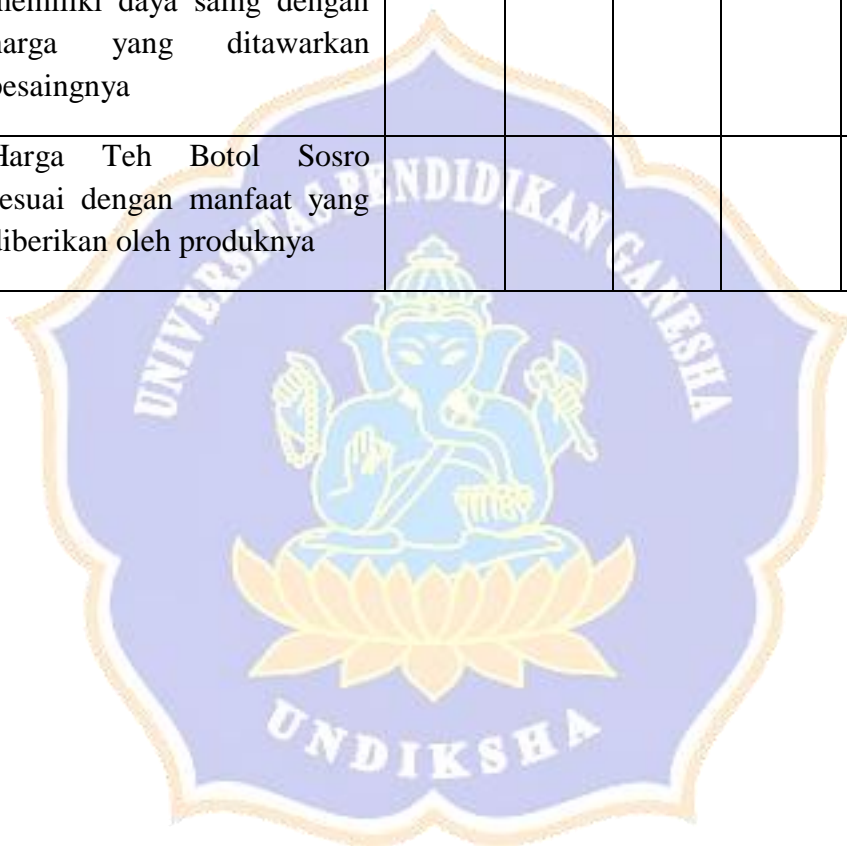 memiliki daya saing dengan
harga yang ditawarkan
pesaingnya
Harga Teh Botol Sosro
sesuai dengan manfaat yang
diberikan oleh produknya
UNIVERSITAS PENDIDIKAN GANESHA
UNDIKSHA